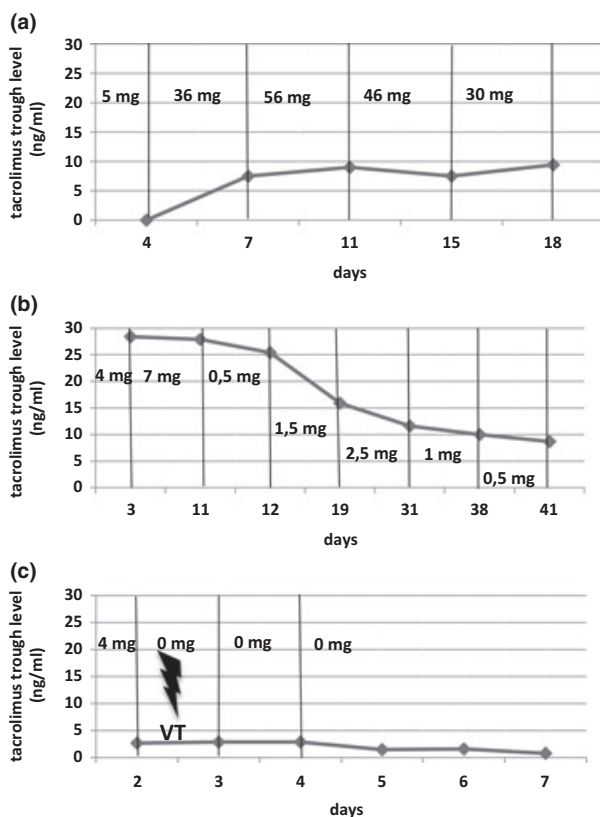 (a)
tacrolimus trough level
(ng/ml)
30
25
20
15
10
5
0
5 mg 36 mg 56 mg 46 mg 30 mg
4 7 11 15 18
days
(b)
tacrolimus trough level
(ng/ml)
30
25
20
15
10
5
0
4 mg 7 mg 0,5 mg
1,5 mg
2,5 mg 1 mg
0,5 mg
3 11 12 19 31 38 41
days
(c)
tacrolimus trough level
(ng/ml)
30
25
20
15
10
5
0
4 mg 0 mg 0 mg 0 mg
VT
2 3 4 5 6 7
days